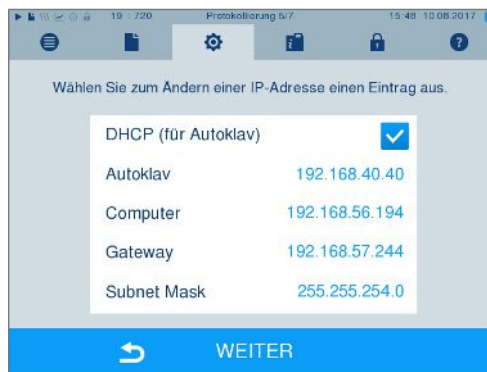 19 : 720 Protokollierung 5/7 15:48 10.08.2017
Wählen Sie zum Ändern einer IP-Adresse einen Eintrag aus.
DHCP (für Autoklav)
Autoklav 192.168.40.40
Computer 192.168.56.194
Gateway 192.168.57.244
Subnet Mask 255.255.254.0
WEITER